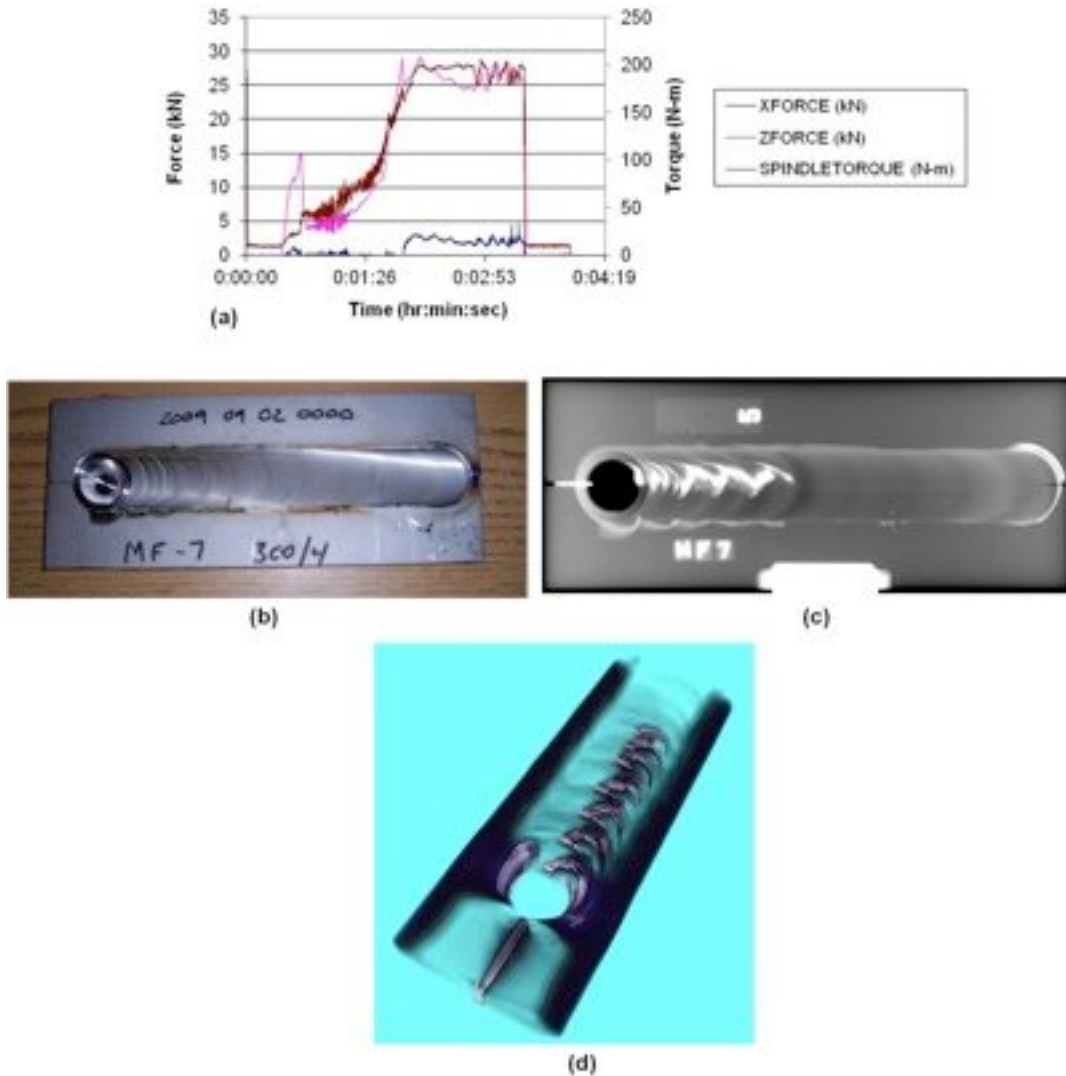 35
30
25
20
15
10
5
0
Force (kN)
250
200
150
100
50
0
Torque (N-m)
0:00:00 0:01:26 0:02:53 0:04:19
Time (hr:min:sec)
XFORCE (kN)
ZFORCE (kN)
SPINDLETORQUE (N-m)
(a)
2009 09 02 0000
MF-7 300/4
(b)
MF7
(c)
(d)